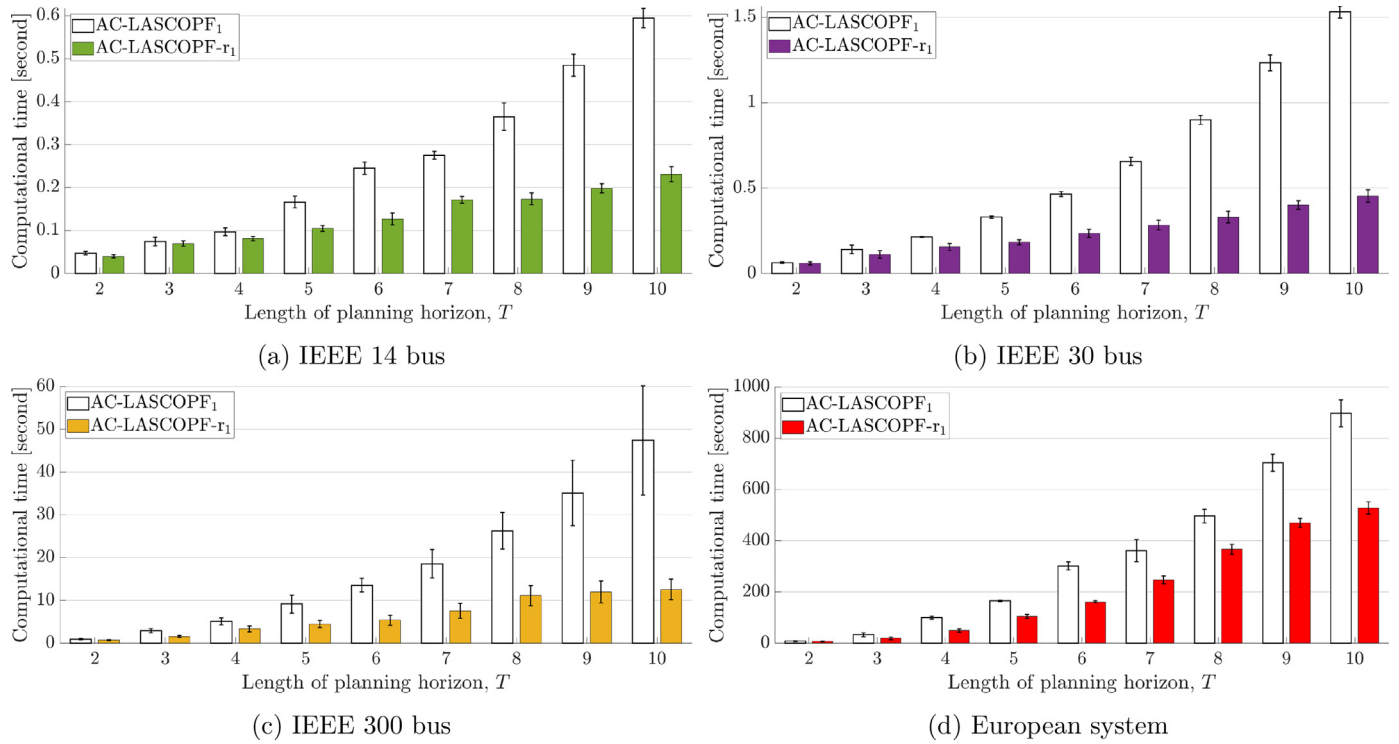 Computational time [second]
0.6
0.5
0.4
0.3
0.2
0.1
0
AC-LASCOPF₁
AC-LASCOPF-r₁
2 3 4 5 6 7 8 9 10
Length of planning horizon, T
(a) IEEE 14 bus
Computational time [second]
1.5
1
0.5
0
AC-LASCOPF₁
AC-LASCOPF-r₁
2 3 4 5 6 7 8 9 10
Length of planning horizon, T
(b) IEEE 30 bus
Computational time [second]
60
50
40
30
20
10
0
AC-LASCOPF₁
AC-LASCOPF-r₁
2 3 4 5 6 7 8 9 10
Length of planning horizon, T
(c) IEEE 300 bus
Computational time [second]
1000
800
600
400
200
0
AC-LASCOPF₁
AC-LASCOPF-r₁
2 3 4 5 6 7 8 9 10
Length of planning horizon, T
(d) European system